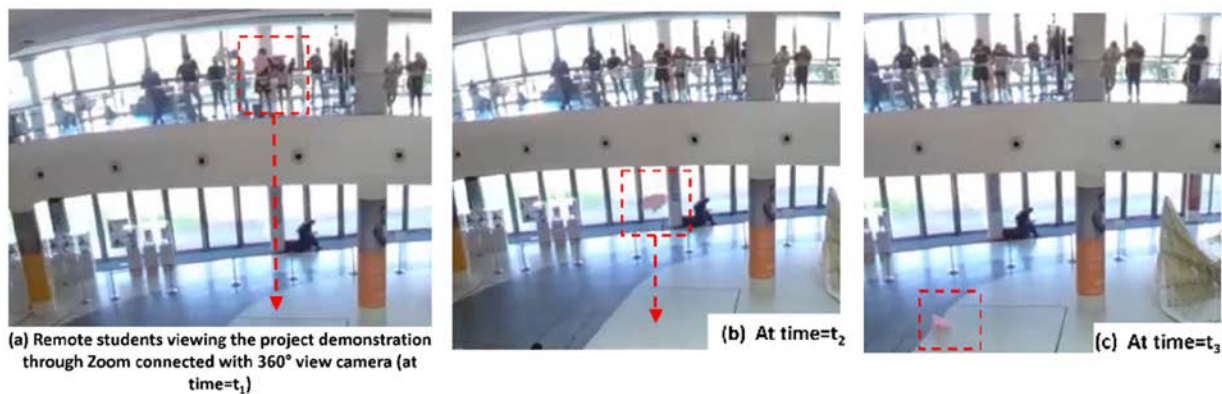 (a) Remote students viewing the project demonstration
through Zoom connected with 360° view camera (at
time=t₁)
(b) At time=t₂
(c) At time=t₃